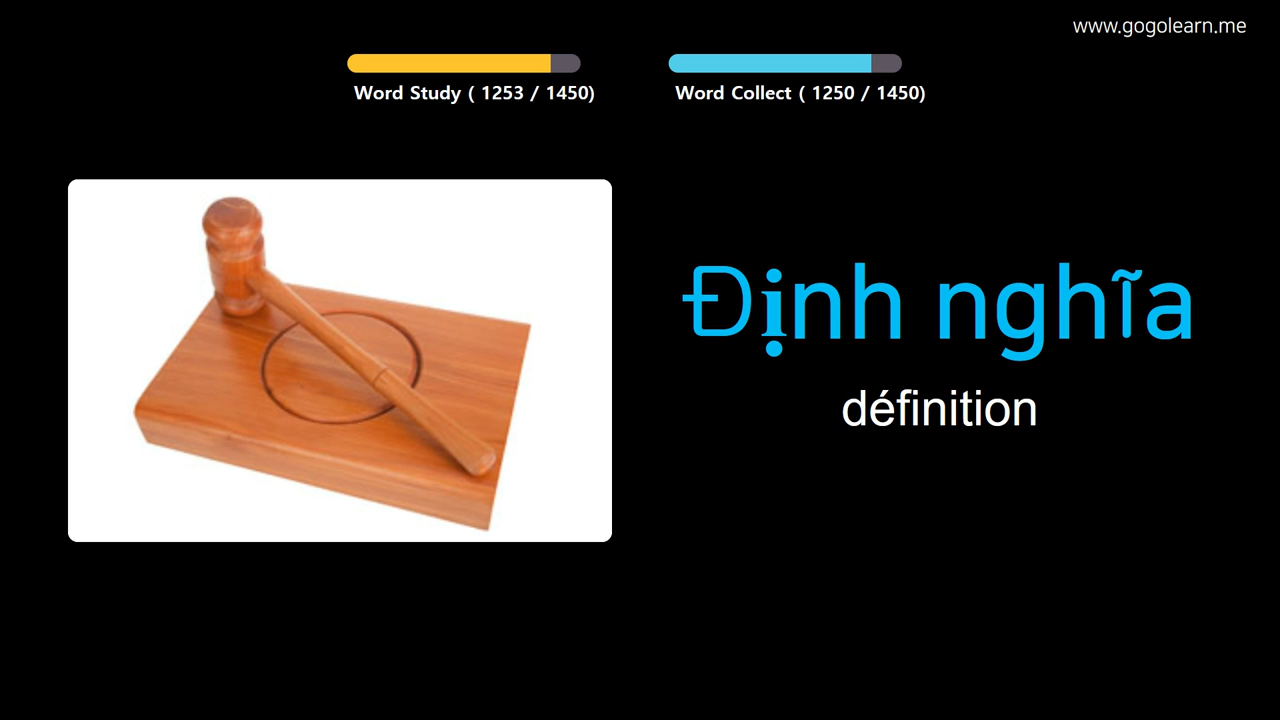 www.gogolearn.me
Word Study ( 1253 / 1450)
Word Collect ( 1250 / 1450)
Định nghĩa
définition